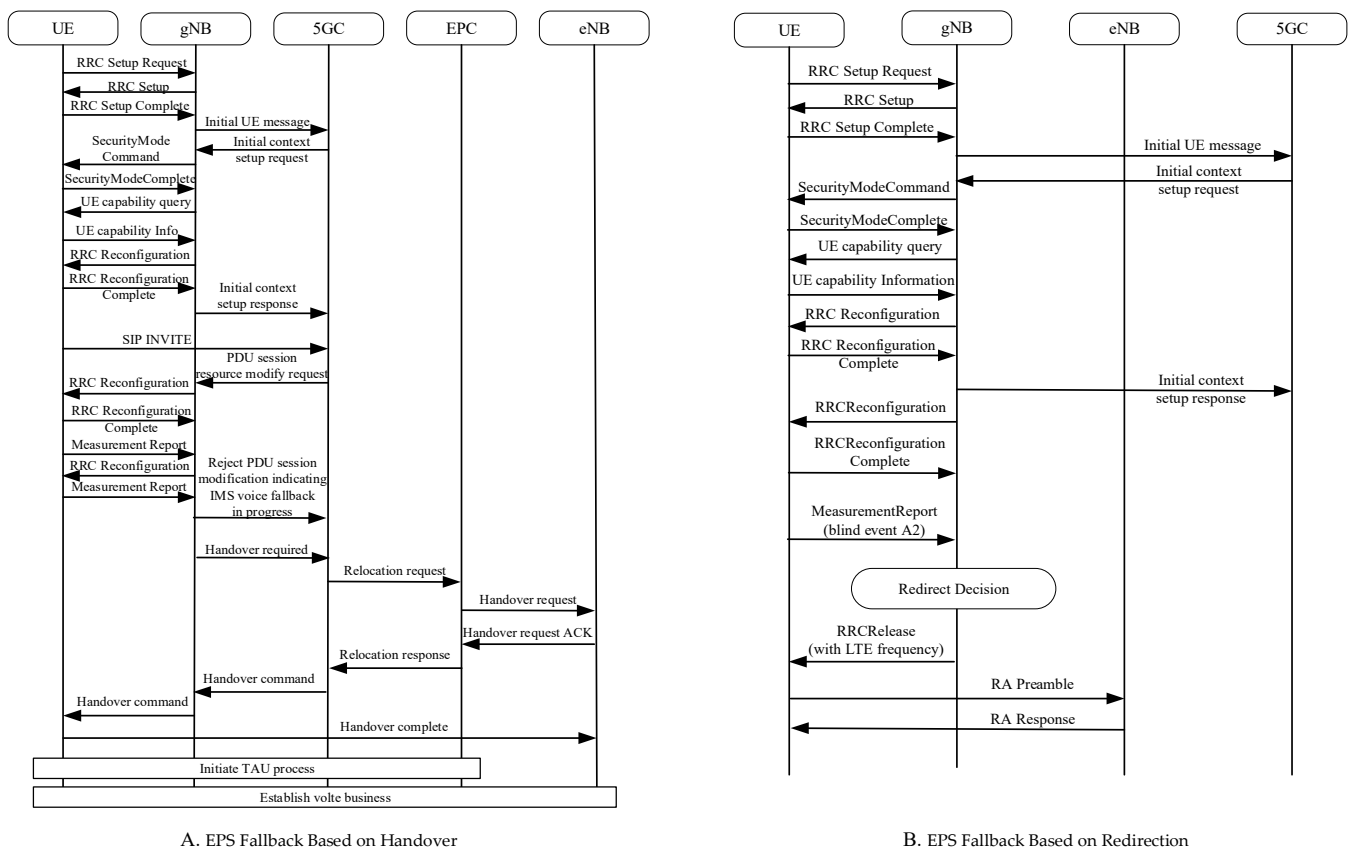 UE
gNB
5GC
EPC
eNB
RRC Setup Request
RRC Setup
RRC Setup Complete
Initial UE message
Initial context
setup request
SecurityMode
Command
SecurityModeComplete
UE capability query
UE capability Info
RRC Reconfiguration
RRC Reconfiguration
Complete
Initial context
setup response
SIP INVITE
PDU session
resource modify request
RRC Reconfiguration
RRC Reconfiguration
Complete
Measurement Report
RRC Reconfiguration
Measurement Report
Reject PDU session
modification indicating
IMS voice fallback
in progress
Handover required
Relocation request
Handover request
Handover request ACK
Relocation response
Handover command
Handover command
Handover complete
Initiate TAU process
Establish volte business
A. EPS Fallback Based on Handover
UE
gNB
eNB
5GC
RRC Setup Request
RRC Setup
RRC Setup Complete
Initial UE message
Initial context
setup request
SecurityModeCommand
SecurityModeComplete
UE capability query
UE capability Information
RRC Reconfiguration
RRC Reconfiguration
Complete
Initial context
setup response
RRCReconfiguration
RRCReconfiguration
Complete
MeasurementReport
(blind event A2)
Redirect Decision
RRCRelease
(with LTE frequency)
RA Preamble
RA Response
B. EPS Fallback Based on Redirection